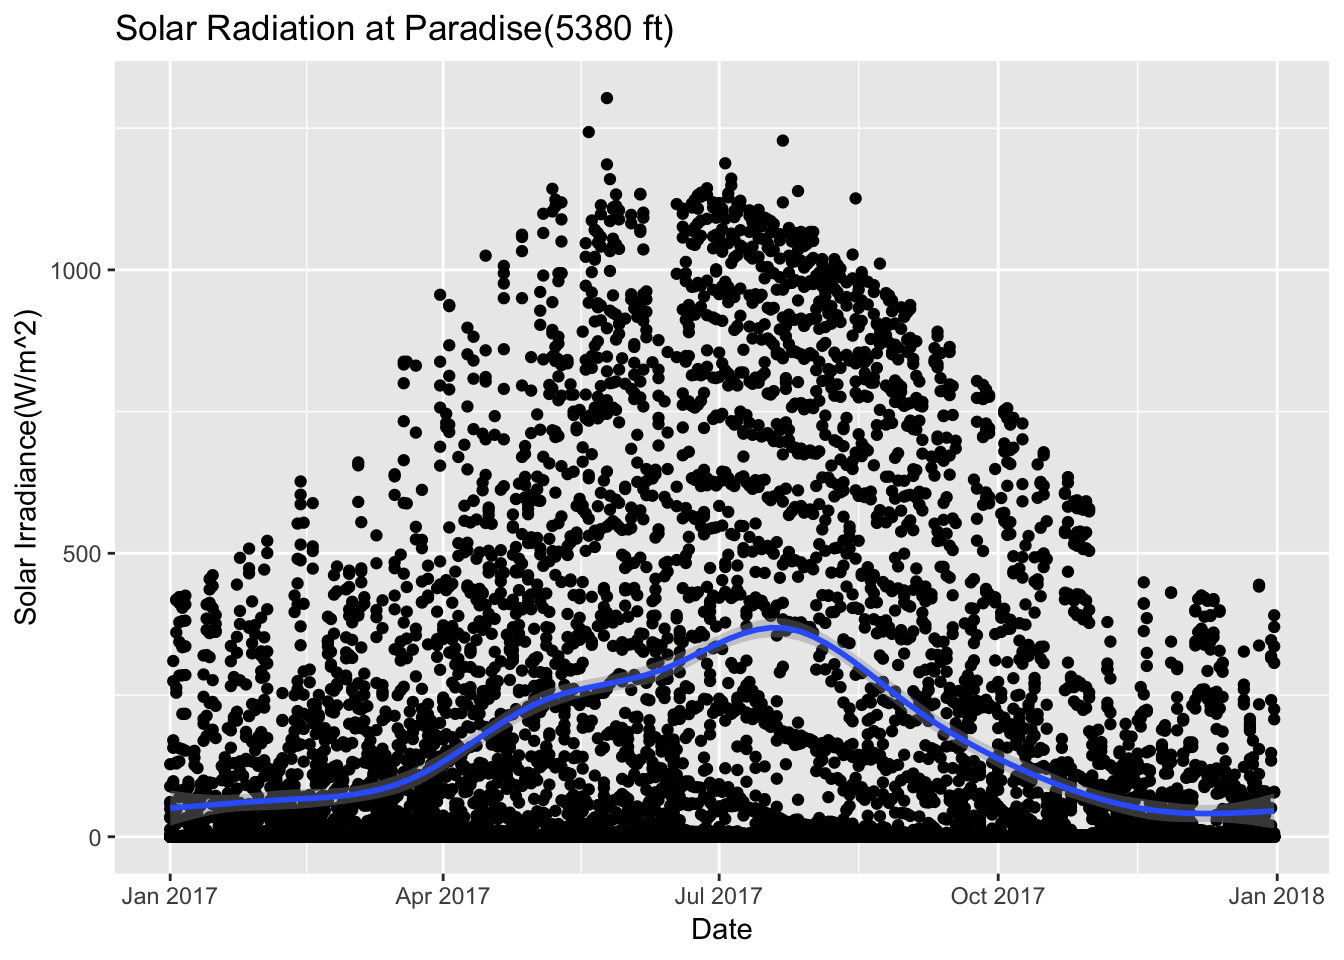 Solar Radiation at Paradise(5380 ft)
Solar Irradiance(W/m^2)
1000
500
0
Jan 2017 Apr 2017 Jul 2017 Oct 2017 Jan 2018
Date